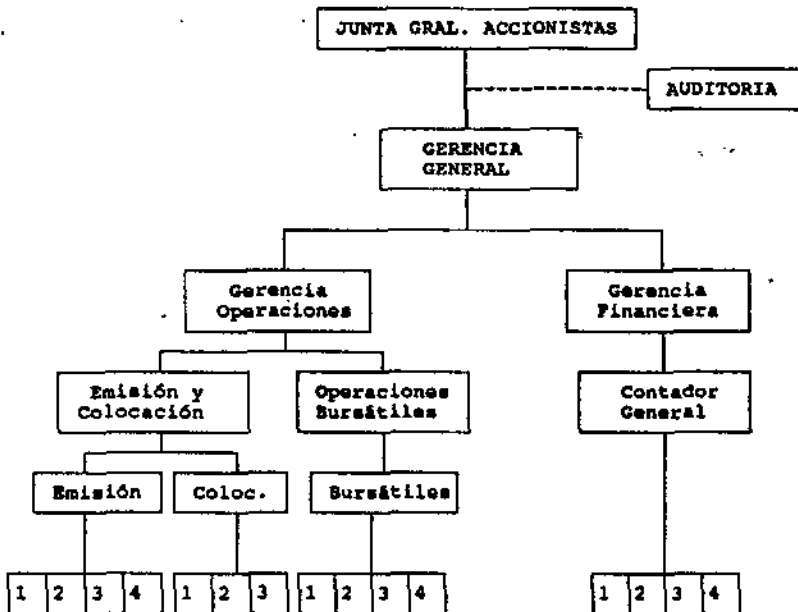 JUNTA GRAL. ACCIONISTAS
AUDITORIA
GERENCIA
GENERAL
Gerencia
Operaciones
Gerencia
Financiera
Emisión y
Colocación
Operaciones
Bursátiles
Contador
General
Emisión
Coloc.
Bursátiles
1 2 3 4
1 2 3
1 2 3 4
1 2 3 4